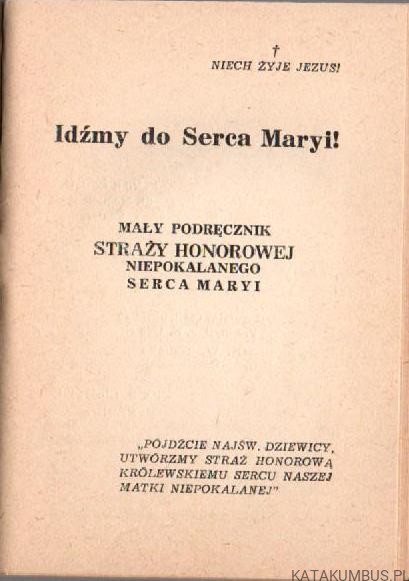 †
NIECH ŻYJE JEZUS!
Idźmy do Serca Maryi!
MAŁY PODRĘCZNIK
STRAŻY HONOROWEJ
NIEPOKALANEGO
SERCA MARYI
„PÓJDŹCIE NAJŚW. DZIEWICY,
UTWÓRZMY STRAŻ HONOROWĄ
KRÓLEWSKIEMU SERCU NASZEJ
MATKI NIEPOKALANEJ"
KATAKUMBUS.PL